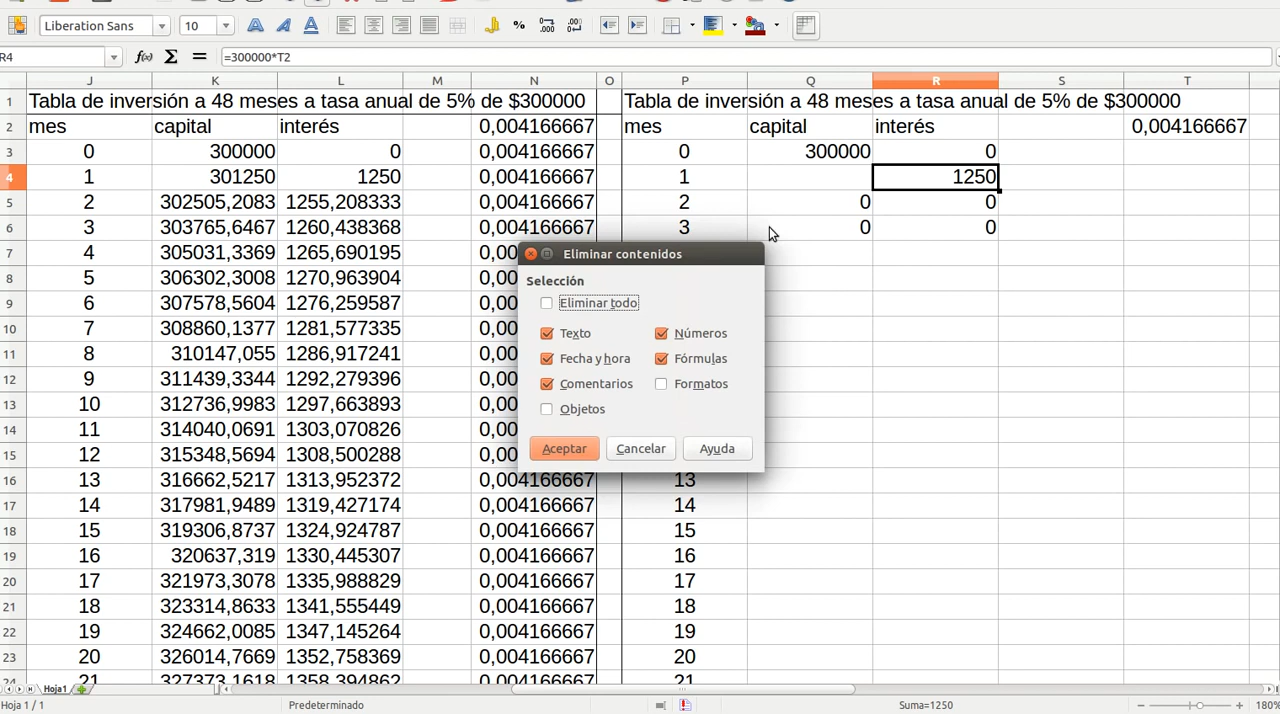 Liberation Sans 10
R4 =300000*T2
J K L M N O P Q R S T
1 Tabla de inversión a 48 meses a tasa anual de 5% de $300000 Tabla de inversión a 48 meses a tasa anual de 5% de $300000
2 mes capital interés 0,004166667 mes capital interés 0,004166667
3 0 300000 0 0,004166667 0 300000 0
4 1 301250 1250 0,004166667 1 1250
5 2 302505,2083 1255,208333 0,004166667 2 0 0
6 3 303765,6467 1260,438368 0,004166667 3 0 0
7 4 305031,3369 1265,690195
8 5 306302,3008 1270,963904
9 6 307578,5604 1276,259587
10 7 308860,1377 1281,577335
11 8 310147,055 1286,917241
12 9 311439,3344 1292,279396
13 10 312736,9983 1297,663893
14 11 314040,0691 1303,070826
15 12 315348,5694 1308,500288
16 13 316662,5217 1313,952372 0,004166667 13
17 14 317981,9489 1319,427174 0,004166667 14
18 15 319306,8737 1324,924787 0,004166667 15
19 16 320637,319 1330,445307 0,004166667 16
20 17 321973,3078 1335,988829 0,004166667 17
21 18 323314,8633 1341,555449 0,004166667 18
22 19 324662,0085 1347,145264 0,004166667 19
23 20 326014,7669 1352,758369 0,004166667 20
24 21 327373,1618 1358,394862 0,004166667 21
Eliminar contenidos
Selección
Eliminar todo
Texto Números
Fecha y hora Fórmulas
Comentarios Formatos
Objetos
Aceptar Cancelar Ayuda
Hoja1
Hoja 1 / 1 Predeterminado Suma=1250 180%